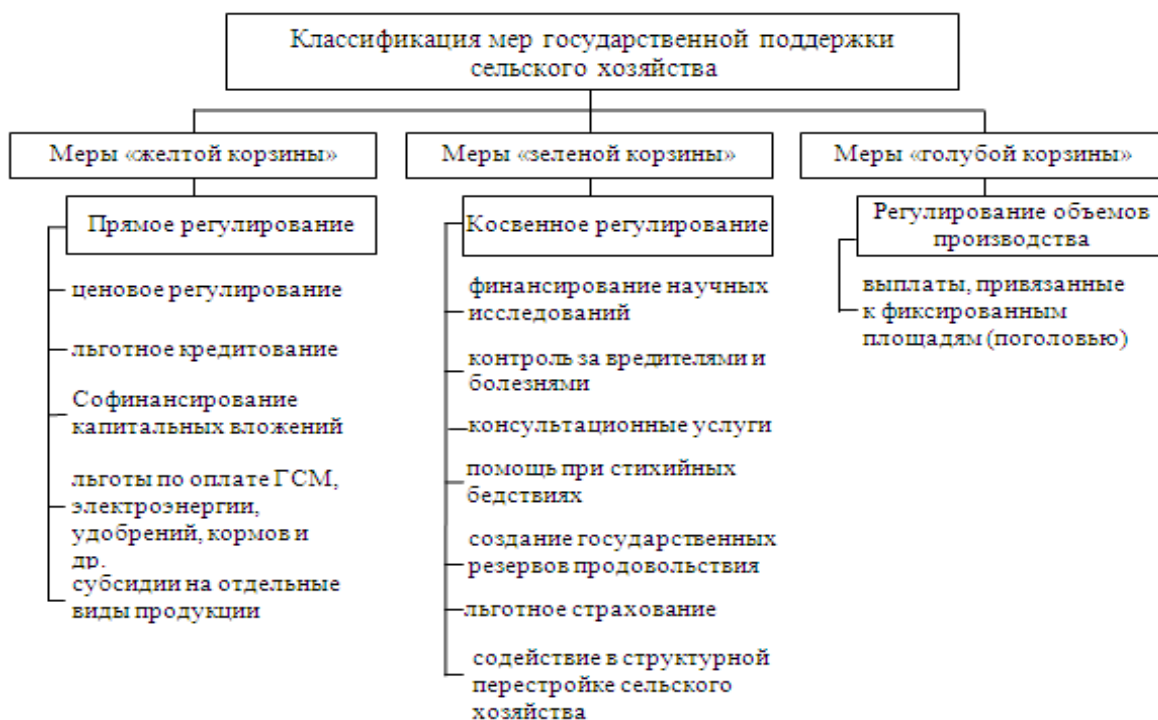 Классификация мер государственной поддержки
сельского хозяйства
Меры «желтой корзины»
Прямое регулирование
ценовое регулирование
льготное кредитование
Софинансирование
капитальных вложений
льготы по оплате ГСМ,
электроэнергии,
удобрений, кормов и
др.
субсидии на отдельные
виды продукции
Меры «зеленой корзины»
Косвенное регулирование
финансирование научных
исследований
контроль за вредителями и
болезнями
консультационные услуги
помощь при стихийных
бедствиях
создание государственных
резервов продовольствия
льготное страхование
содействие в структурной
перестройке сельского
хозяйства
Меры «голубой корзины»
Регулирование объемов
производства
выплаты, привязанные
к фиксированным
площадям (поголовью)